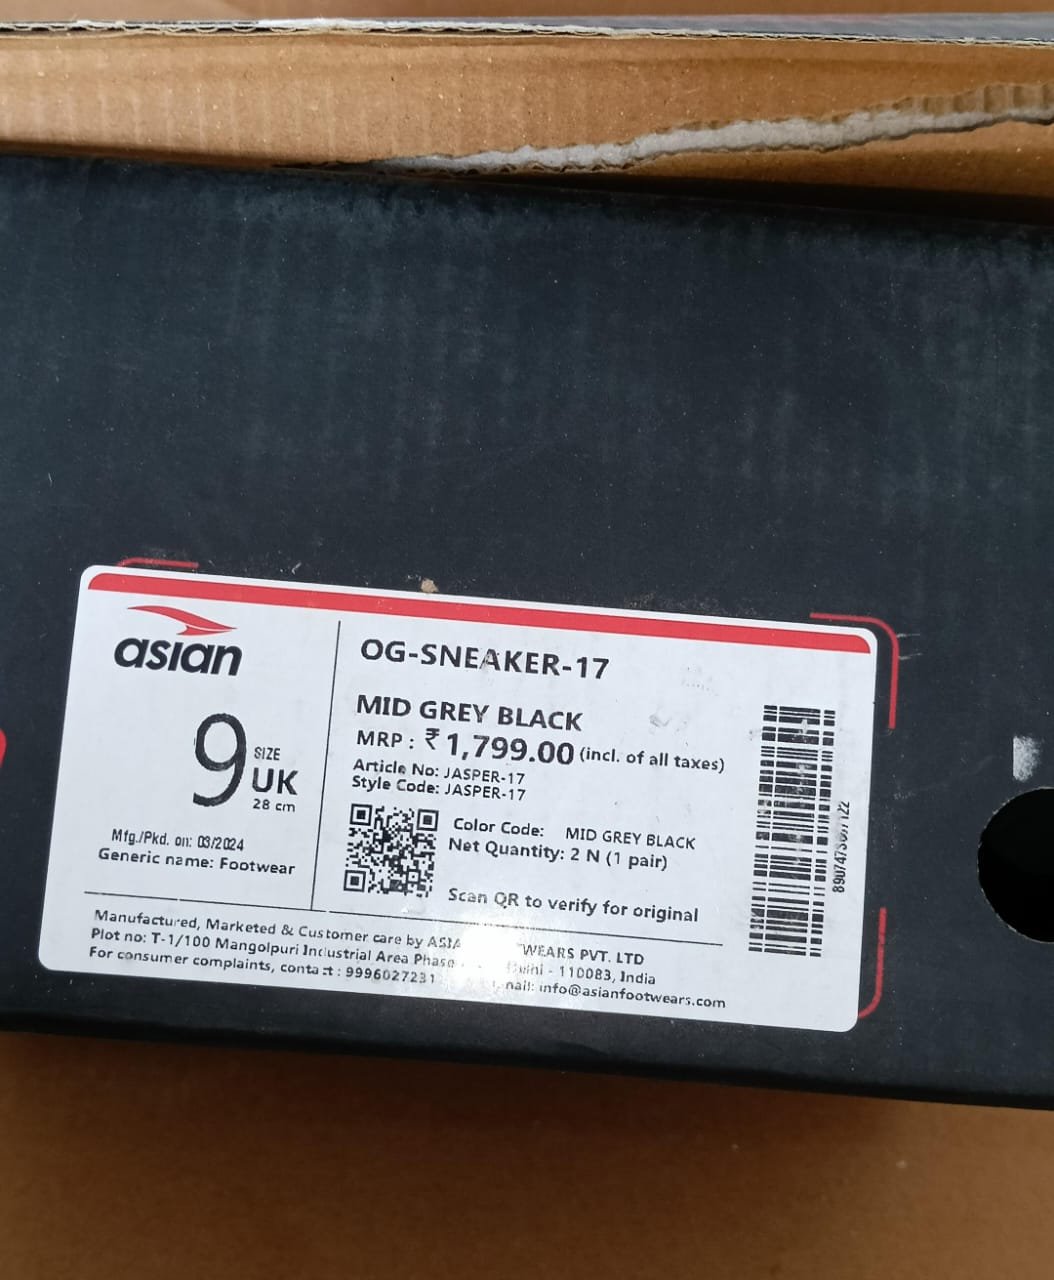 asian
9
SIZE
UK
28 cm
Mfg./Pkd. on: 03/2024
Generic name: Footwear
OG-SNEAKER-17
MID GREY BLACK
MRP : ₹ 1,799.00 (incl. of all taxes)
Article No: JASPER-17
Style Code: JASPER-17
Color Code: MID GREY BLACK
Net Quantity: 2 N (1 pair)
Scan QR to verify for original
Manufactured, Marketed & Customer care by WEARS PVT. LTD
Plot no: T-1/100 Mangolpuri Industrial Area Phase - 110083, India
For consumer complaints, contact : 9996027231 info@asianfootwears.com